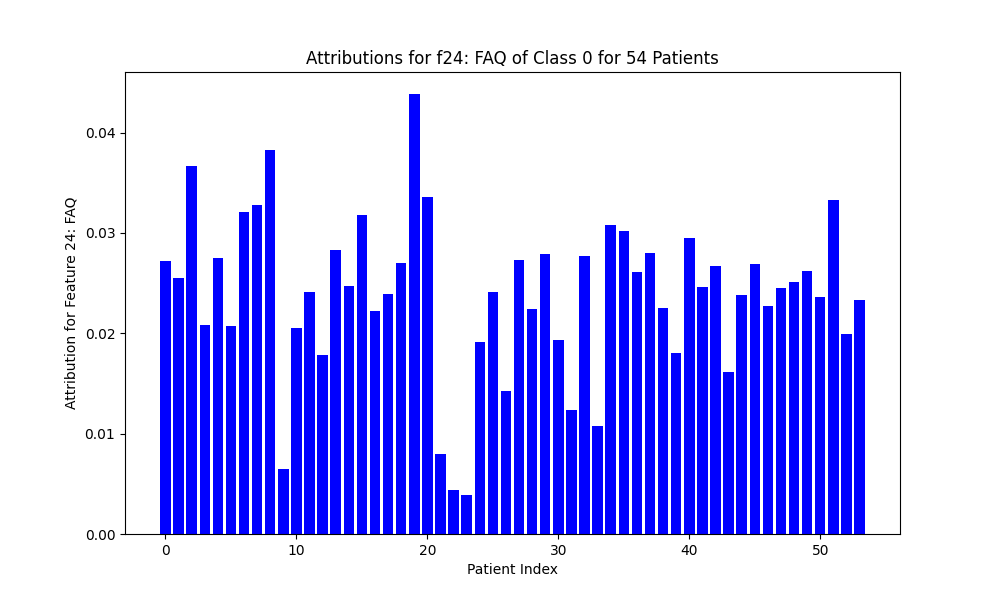 Attributions for f24: FAQ of Class 0 for 54 Patients
Attribution for Feature 24: FAQ
0.04
0.03
0.02
0.01
0.00
0 10 20 30 40 50
Patient Index